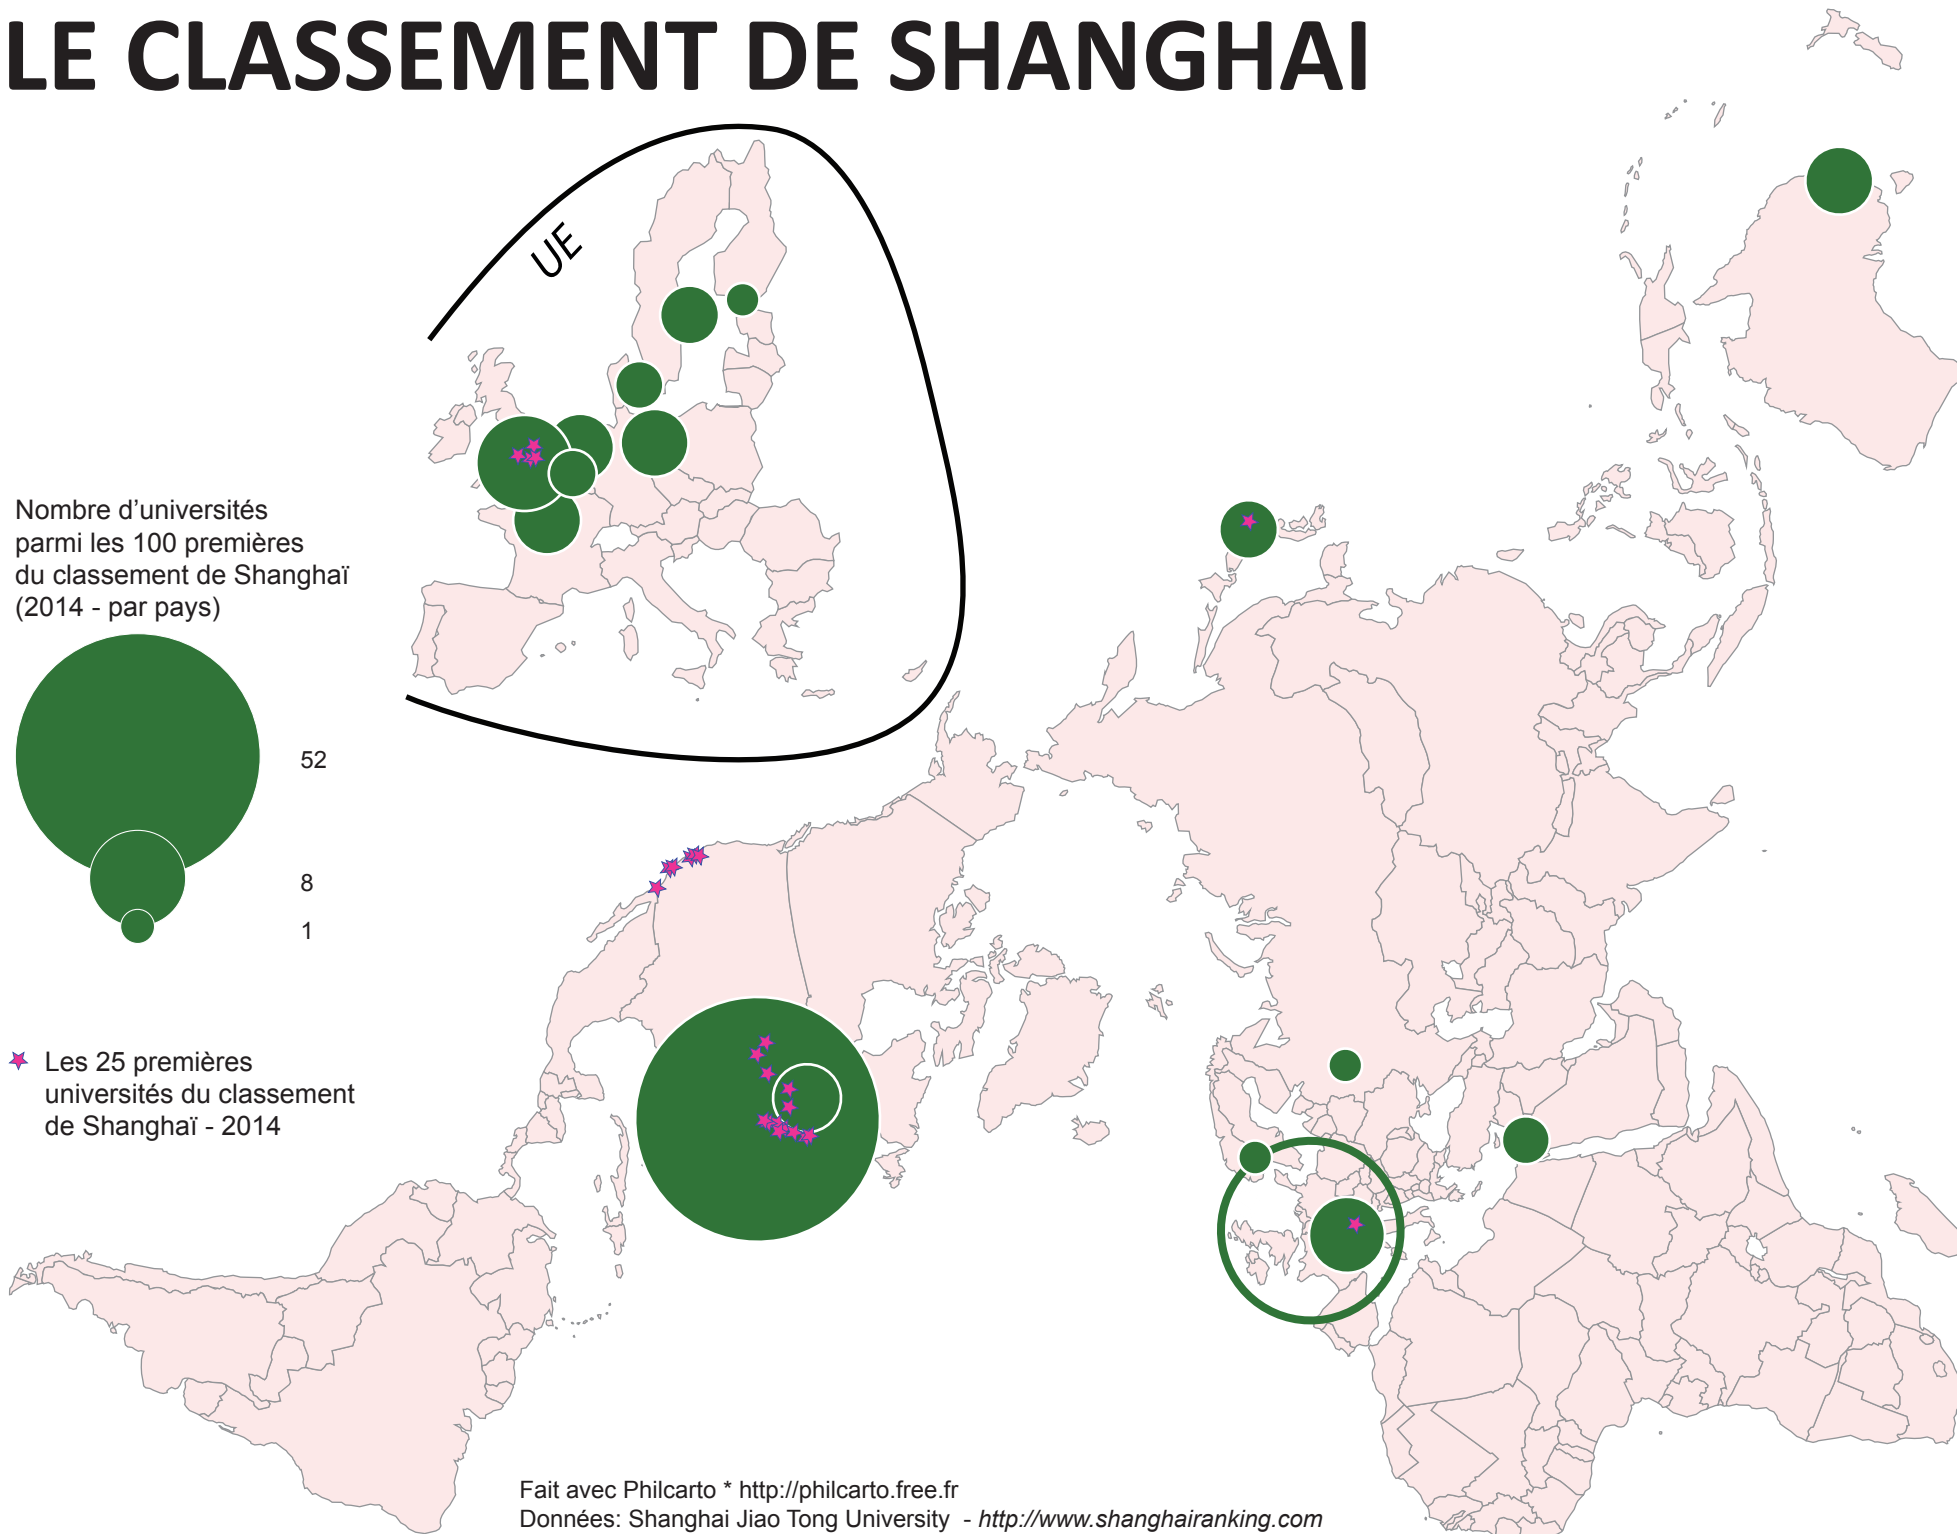 LE CLASSEMENT DE SHANGHAI
UE
Nombre d’universités
parmi les 100 premières
du classement de Shanghaï
(2014 - par pays)
52
8
1
Les 25 premières
universités du classement
de Shanghaï - 2014
Fait avec Philcarto * http://philcarto.free.fr
Données: Shanghai Jiao Tong University - http://www.shanghairanking.com